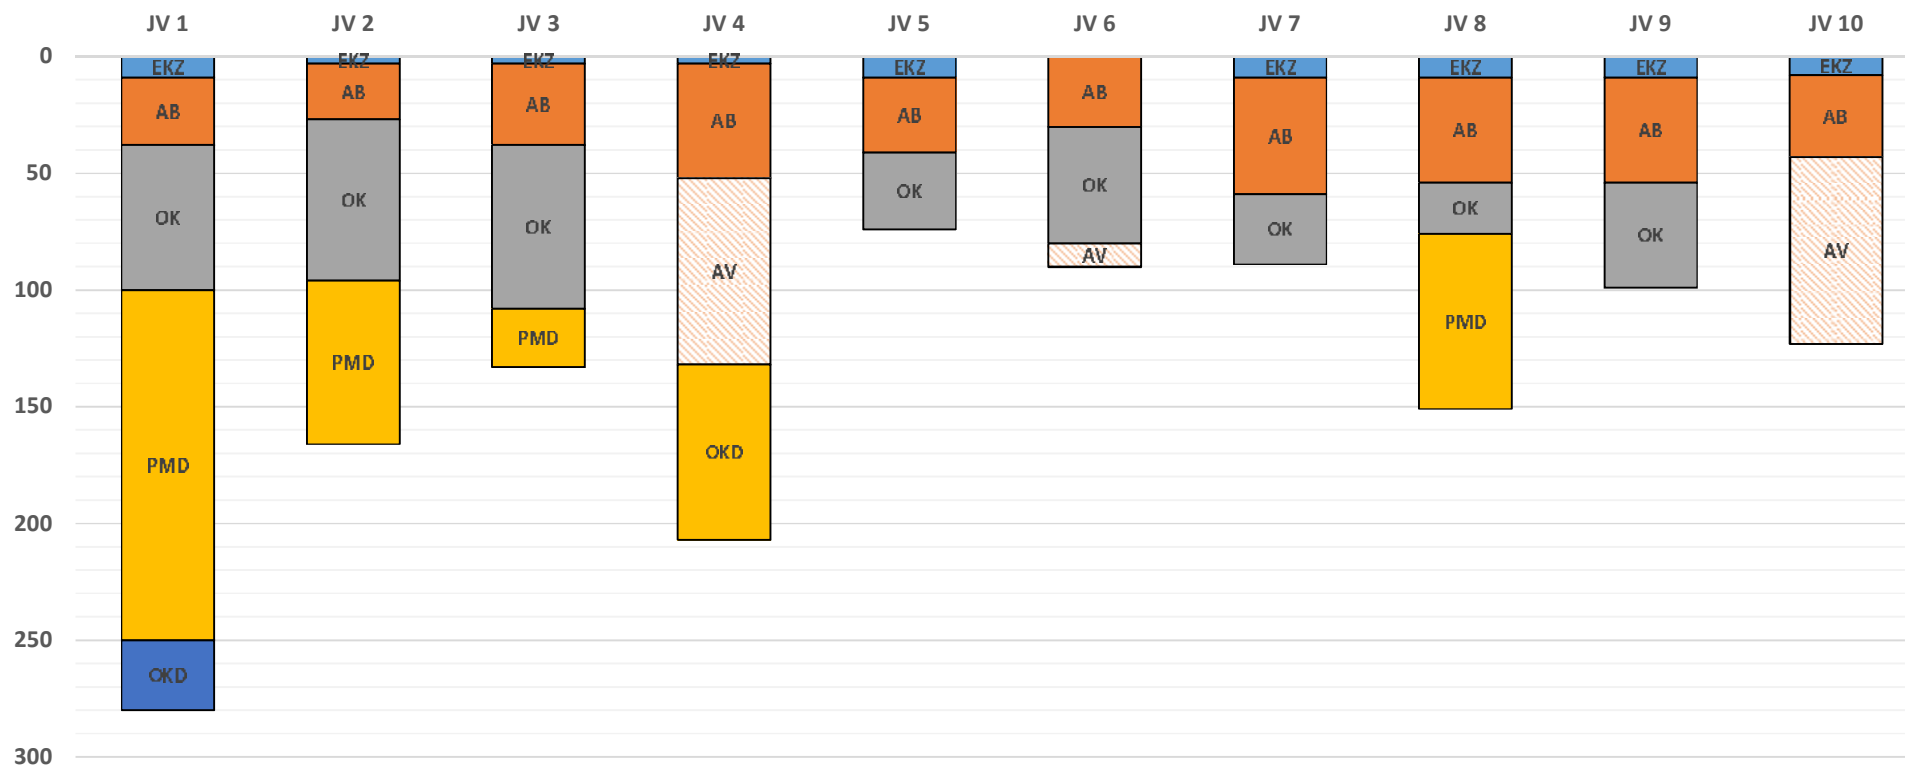 JV 1 JV 2 JV 3 JV 4 JV 5 JV 6 JV 7 JV 8 JV 9 JV 10
0
EKZ EKZ EKZ EKZ EKZ EKZ EKZ EKZ EKZ
AB AB AB AB AB AB AB AB AB AB
50
OK OK OK OK OK OK OK OK
AV AV AV
100
PMD PMD PMD PMD
150
OKD
200
250
OKD
300